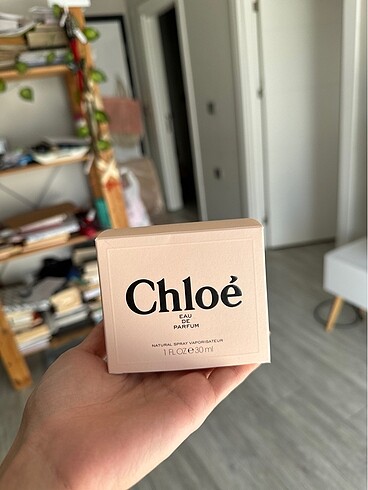 Chloé
EAU
DE
PARFUM
NATURAL SPRAY VAPORISATEUR
1 FL OZ ℮ 30 ml